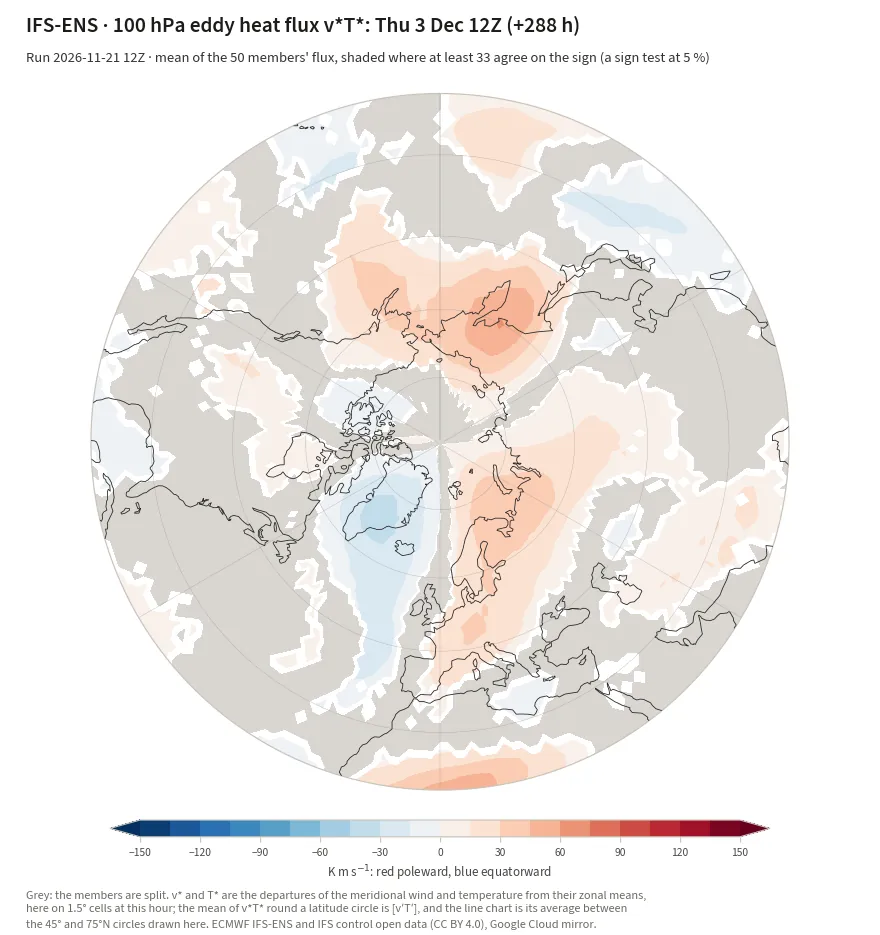 IFS-ENS · 100 hPa eddy heat flux v*T*: Thu 3 Dec 12Z (+288 h)
Run 2026-11-21 12Z · mean of the 50 members' flux, shaded where at least 33 agree on the sign (a sign test at 5 %)
−150 −120 −90 −60 −30 0 30 60 90 120 150
K m s⁻¹: red poleward, blue equatorward
Grey: the members are split. v* and T* are the departures of the meridional wind and temperature from their zonal means,
here on 1.5° cells at this hour; the mean of v*T* round a latitude circle is [v′T′], and the line chart is its average between
the 45° and 75°N circles drawn here. ECMWF IFS-ENS and IFS control open data (CC BY 4.0), Google Cloud mirror.